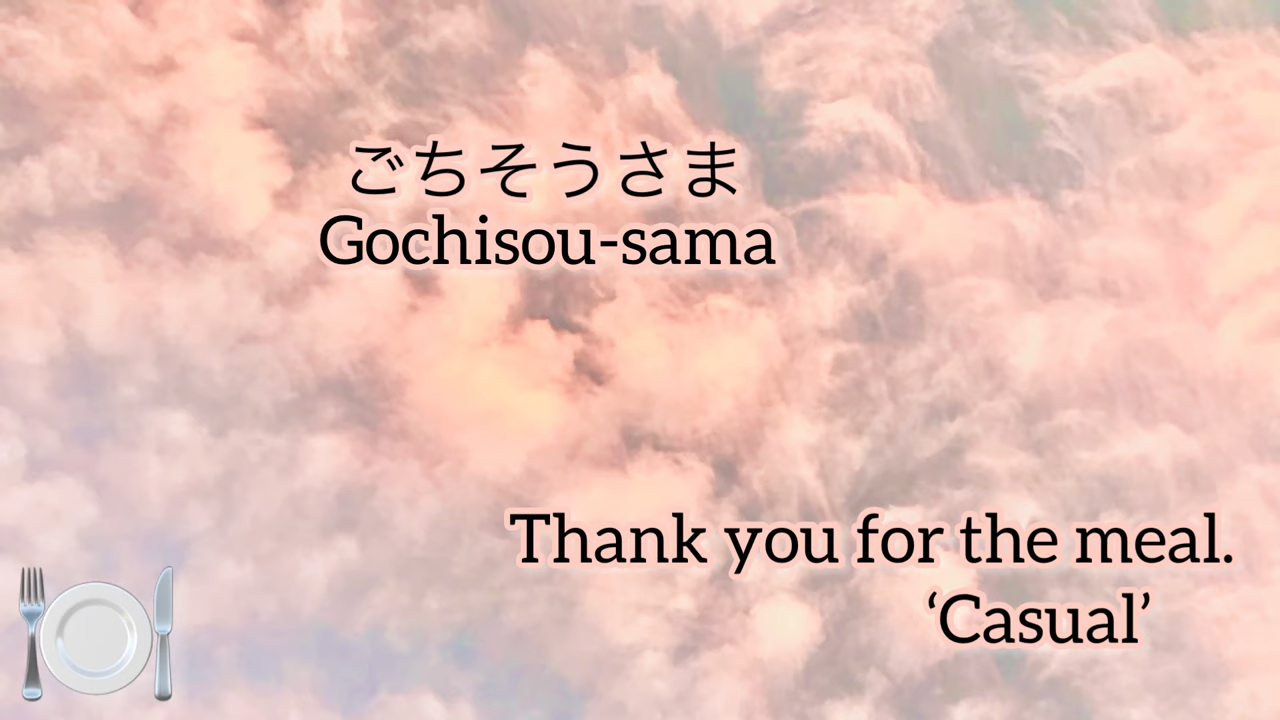 ごちそうさま
Gochisou-sama
Thank you for the meal.
‘Casual’